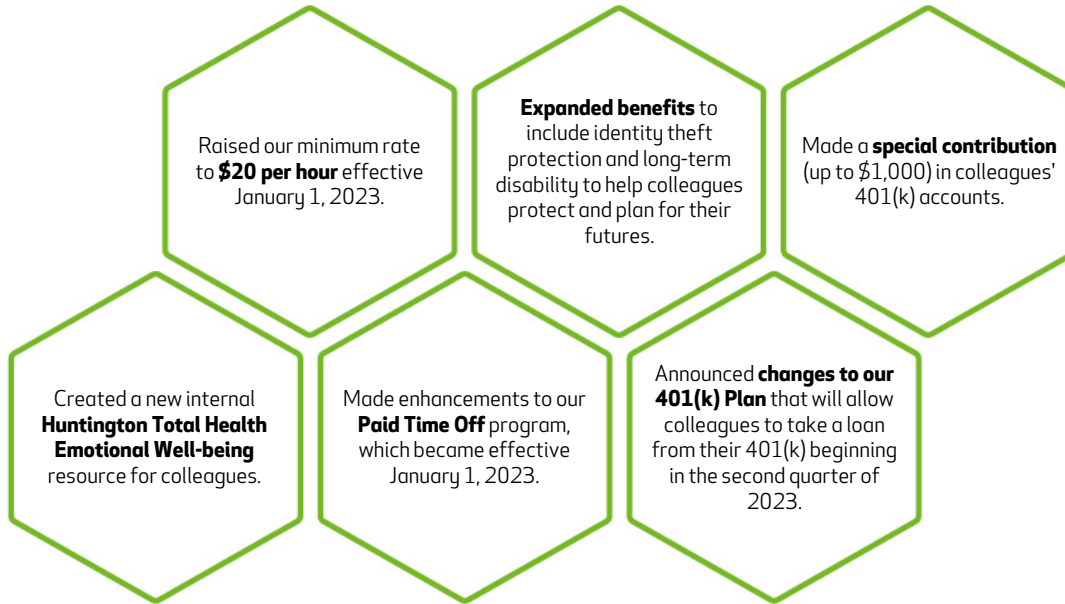 Raised our minimum rate
to $20 per hour effective
January 1, 2023.
Expanded benefits to
include identity theft
protection and long-term
disability to help colleagues
protect and plan for their
futures.
Made a special contribution
(up to $1,000) in colleagues'
401(k) accounts.
Created a new internal
Huntington Total Health
Emotional Well-being
resource for colleagues.
Made enhancements to our
Paid Time Off program,
which became effective
January 1, 2023.
Announced changes to our
401(k) Plan that will allow
colleagues to take a loan
from their 401(k) beginning
in the second quarter of
2023.